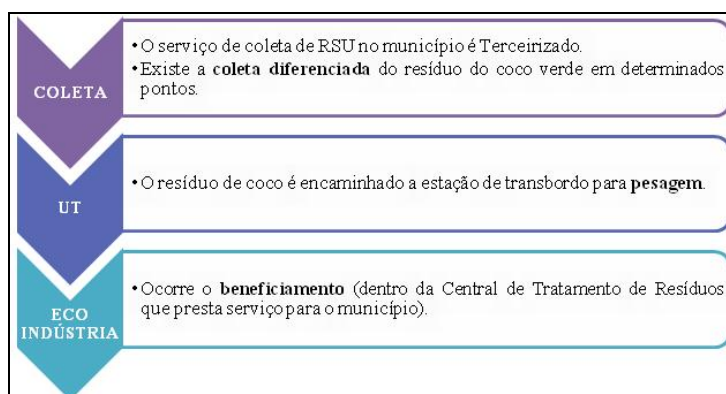 COLETA
•O serviço de coleta de RSU no município é Terceirizado.
•Existe a coleta diferenciada do resíduo do coco verde em determinados
pontos.
UT
•O resíduo de coco é encaminhado a estação de transbordo para pesagem.
ECO
INDÚSTRIA
•Ocorre o beneficiamento (dentro da Central de Tratamento de Resíduos
que presta serviço para o município).